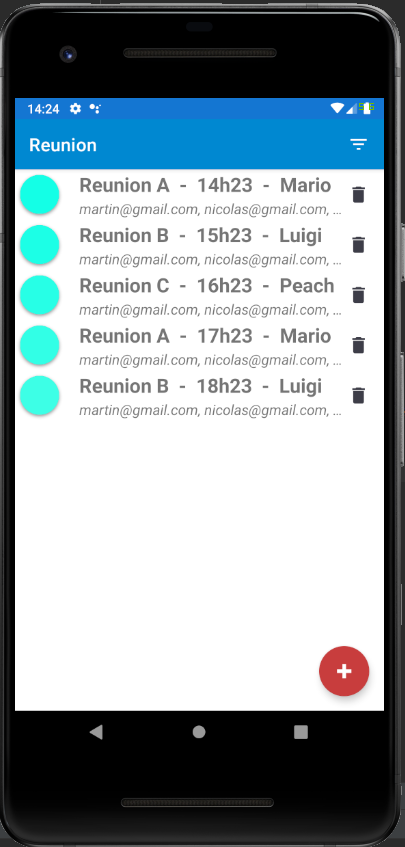 14:24
Reunion
Reunion A - 14h23 - Mario
martin@gmail.com, nicolas@gmail.com, ...
Reunion B - 15h23 - Luigi
martin@gmail.com, nicolas@gmail.com, ...
Reunion C - 16h23 - Peach
martin@gmail.com, nicolas@gmail.com, ...
Reunion A - 17h23 - Mario
martin@gmail.com, nicolas@gmail.com, ...
Reunion B - 18h23 - Luigi
martin@gmail.com, nicolas@gmail.com, ...